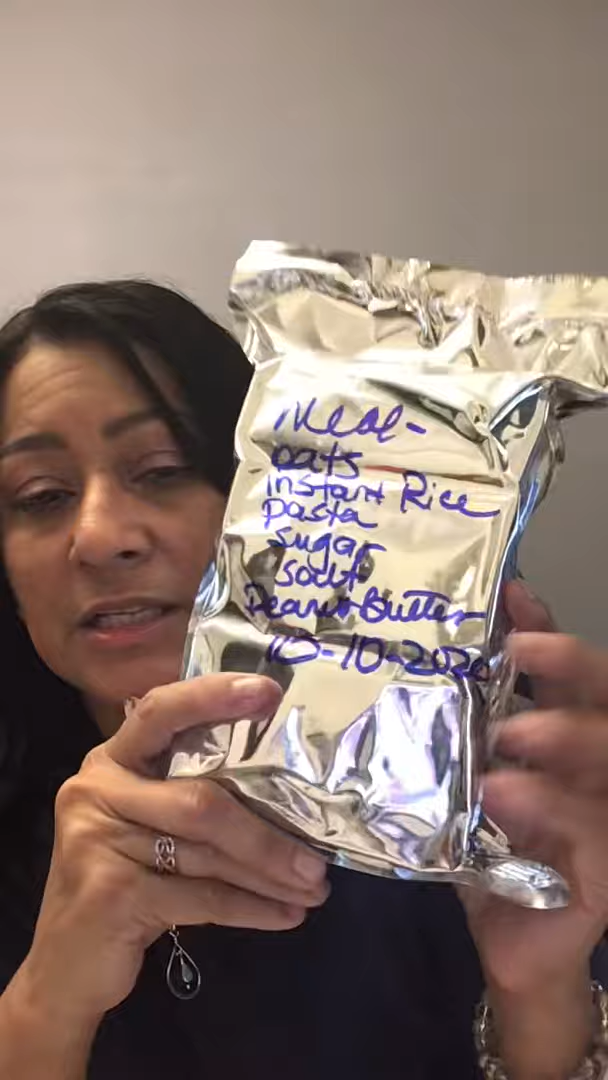 Meal-
oats
instant Rice
pasta
sugar
salt
Peanut Butter
10-10-2020